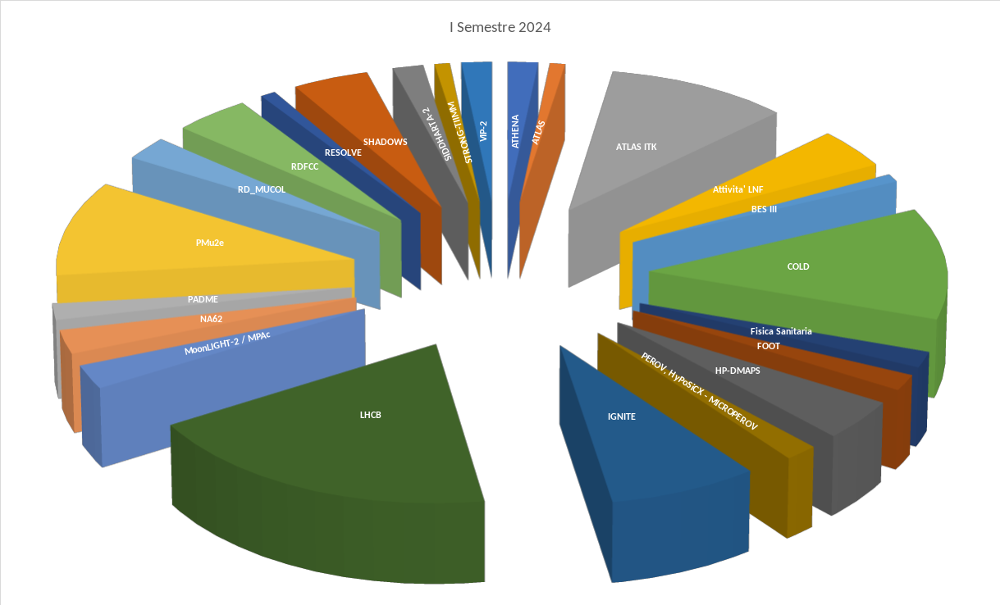 I Semestre 2024
ATHENA
ATLAS
ATLAS ITK
Attivita' LNF
BES III
COLD
Fisica Sanitaria
FOOT
HP-DMAPS
PEROV, HyPoSiCX - MICROPEROV
IGNITE
LHCB
MoonLIGHT-2 / MPAc
NA62
PADME
PMu2e
RD_MUCOL
RDFCC
RESOLVE
SHADOWS
SIDDHARTA-2
STRONG-TIIMM
VIP-2